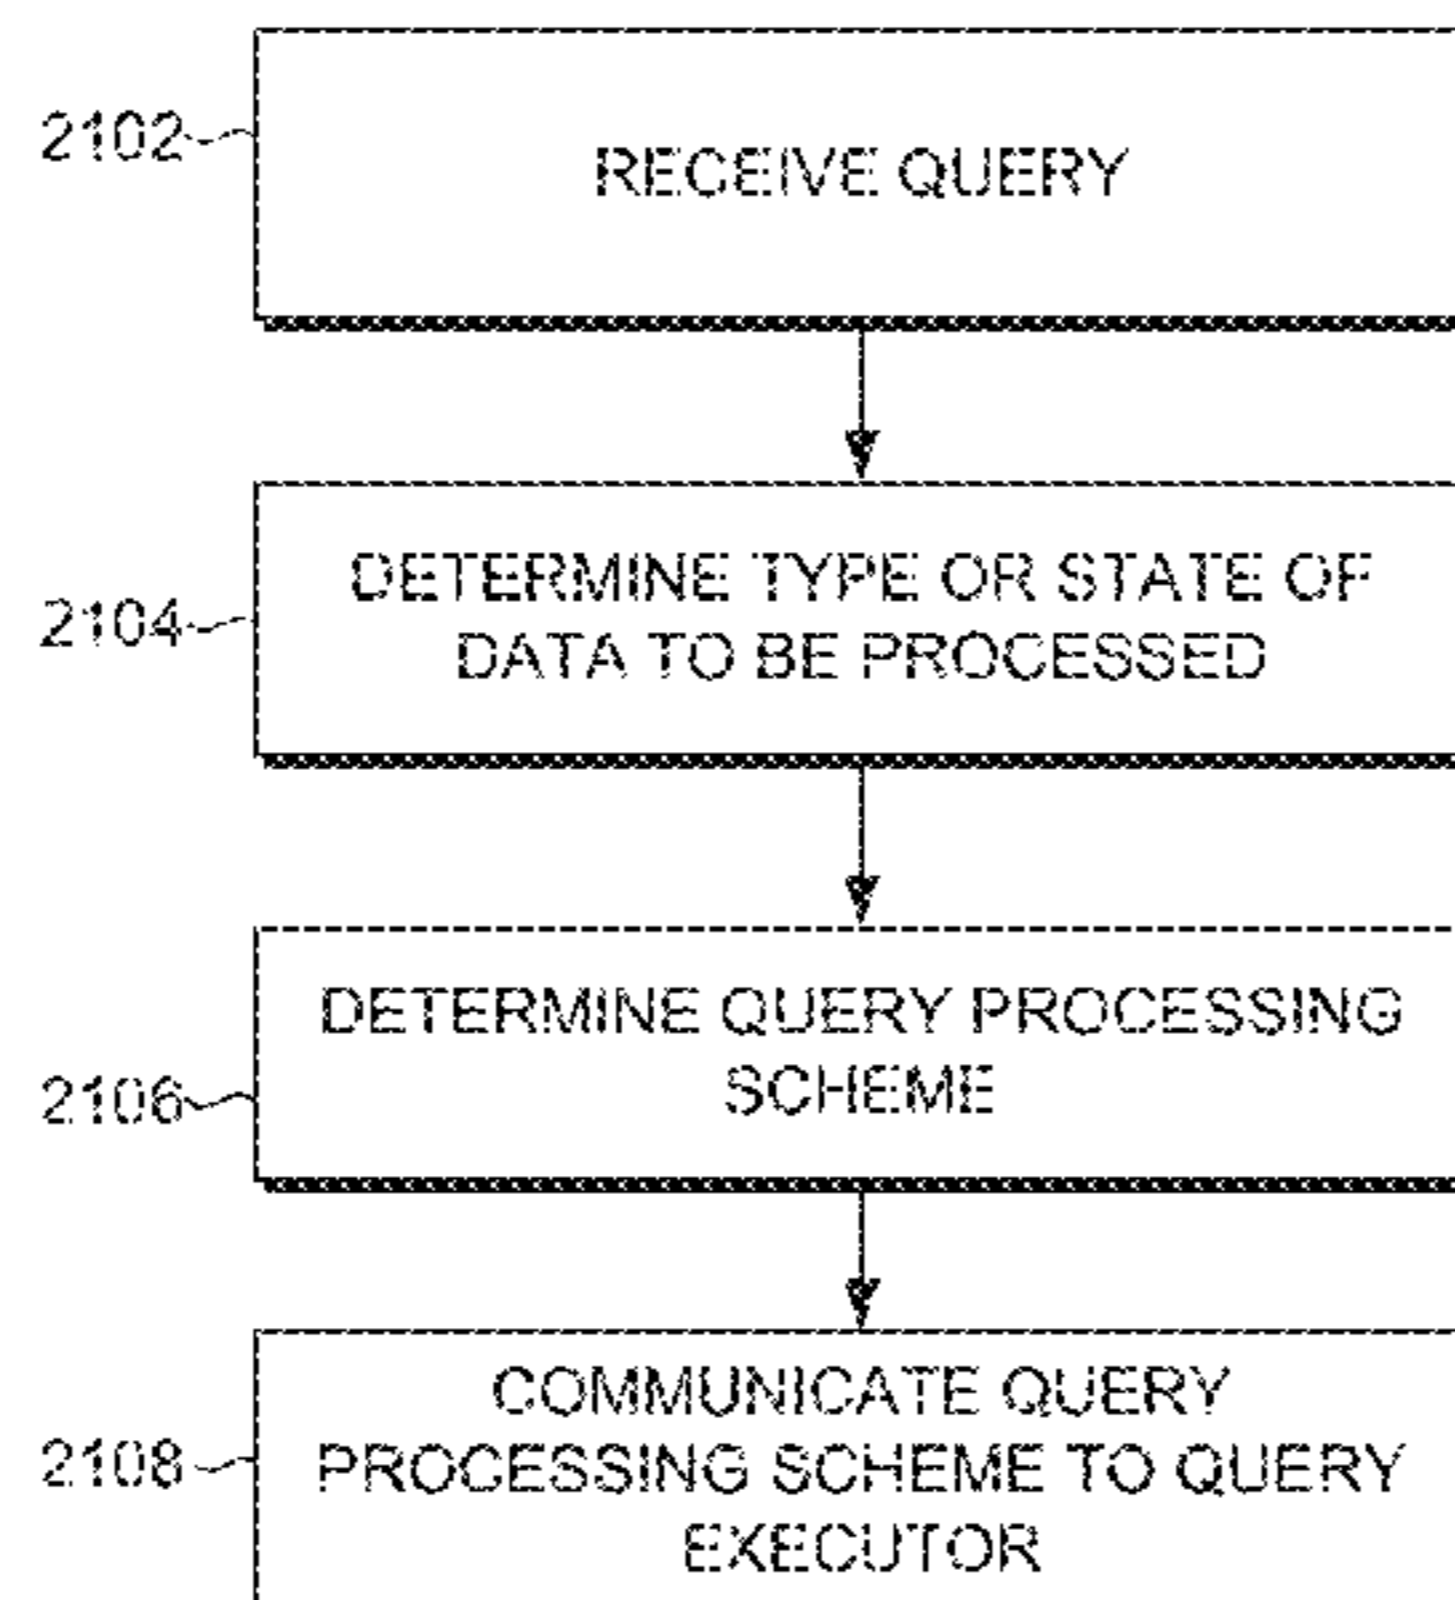 2102
RECEIVE QUERY
2104
DETERMINE TYPE OR STATE OF
DATA TO BE PROCESSED
2106
DETERMINE QUERY PROCESSING
SCHEME
2108
COMMUNICATE QUERY
PROCESSING SCHEME TO QUERY
EXECUTOR